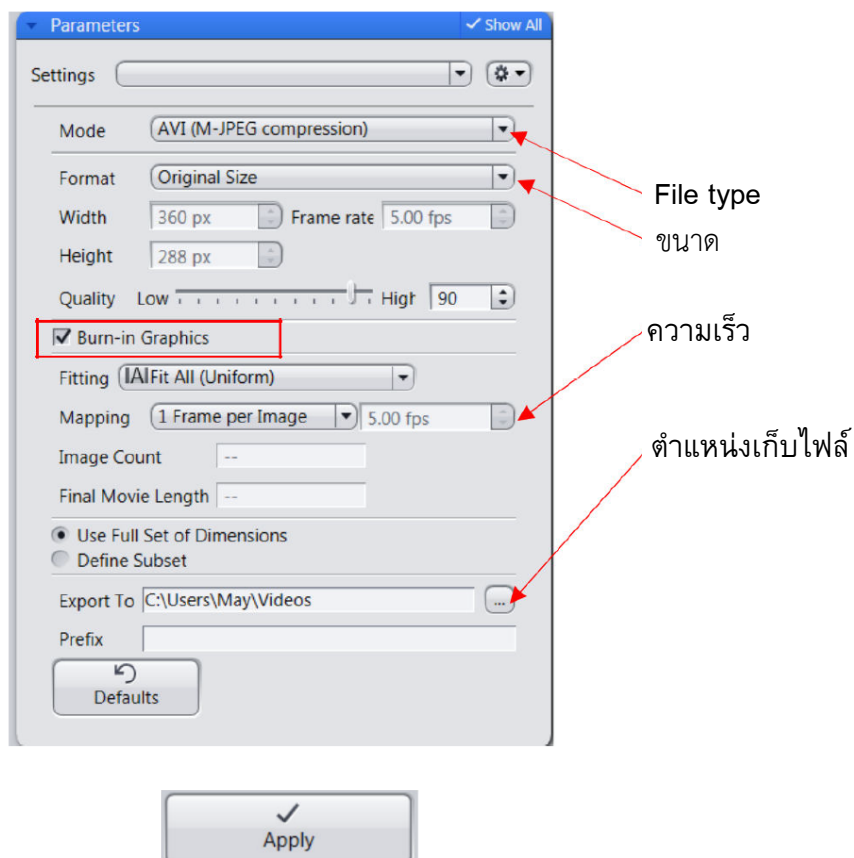 Parameters ✓ Show All
Settings
Mode AVI (M-JPEG compression)
Format Original Size
File type
Width 360 px Frame rate 5.00 fps
ขนาด
Height 288 px
Quality Low High 90
Burn-in Graphics
ความเร็ว
Fitting Fit All (Uniform)
Mapping 1 Frame per Image 5.00 fps
Image Count --
ตำแหน่งเก็บไฟล์
Final Movie Length --
Use Full Set of Dimensions
Define Subset
Export To C:\Users\May\Videos ...
Prefix
Defaults
Apply